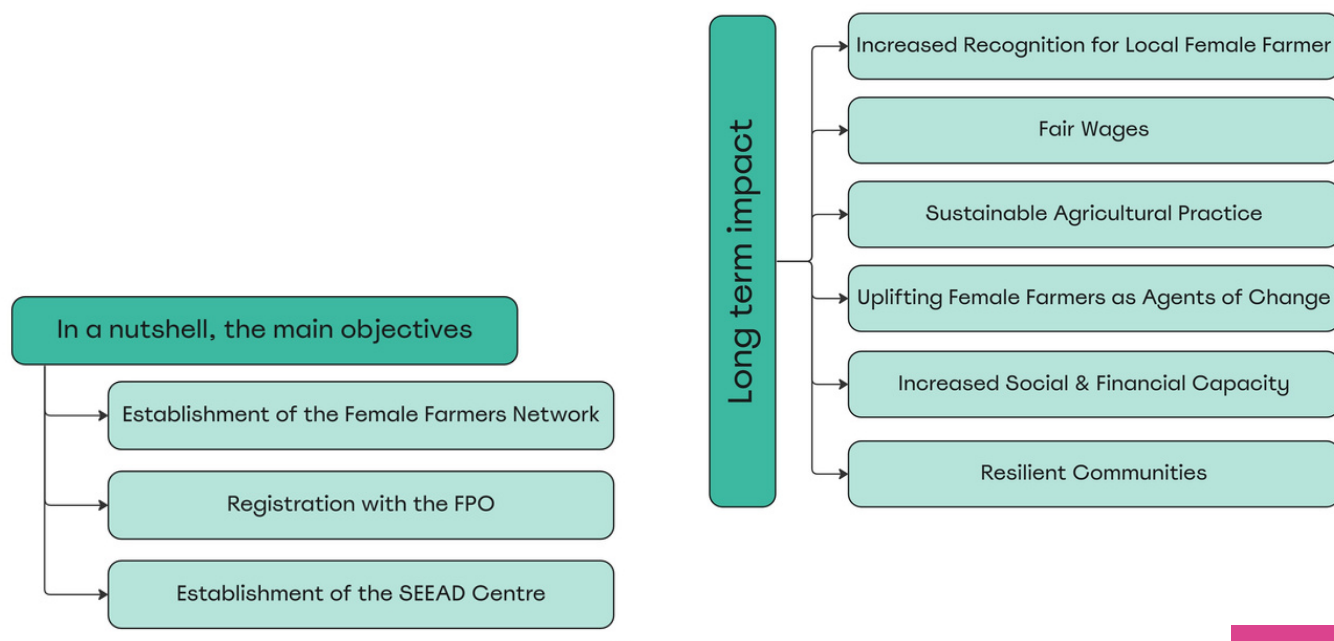 In a nutshell, the main objectives
Establishment of the Female Farmers Network
Registration with the FPO
Establishment of the SEEAD Centre
Long term impact
Increased Recognition for Local Female Farmer
Fair Wages
Sustainable Agricultural Practice
Uplifting Female Farmers as Agents of Change
Increased Social & Financial Capacity
Resilient Communities